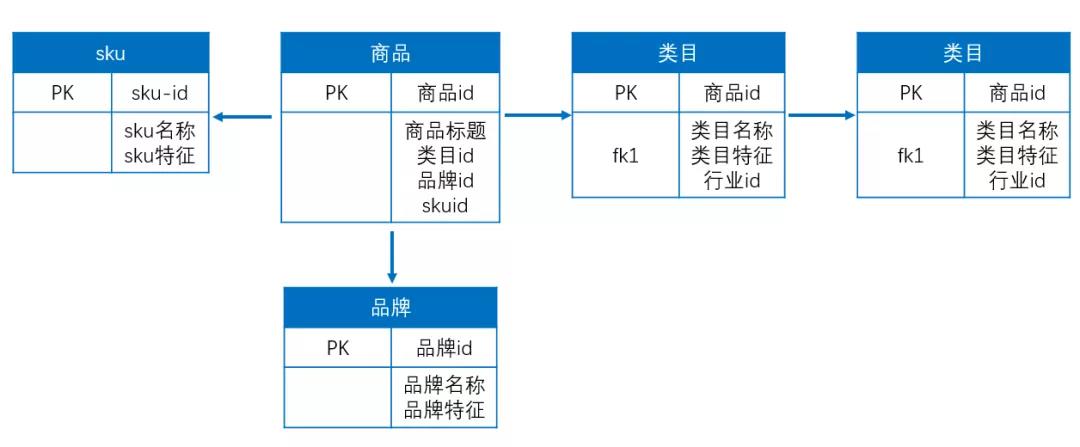 sku
PK
sku-id
sku名称
sku特征
商品
PK
商品id
商品标题
类目id
品牌id
skuid
类目
PK
商品id
fk1
类目名称
类目特征
行业id
类目
PK
商品id
fk1
类目名称
类目特征
行业id
品牌
PK
品牌id
品牌名称
品牌特征